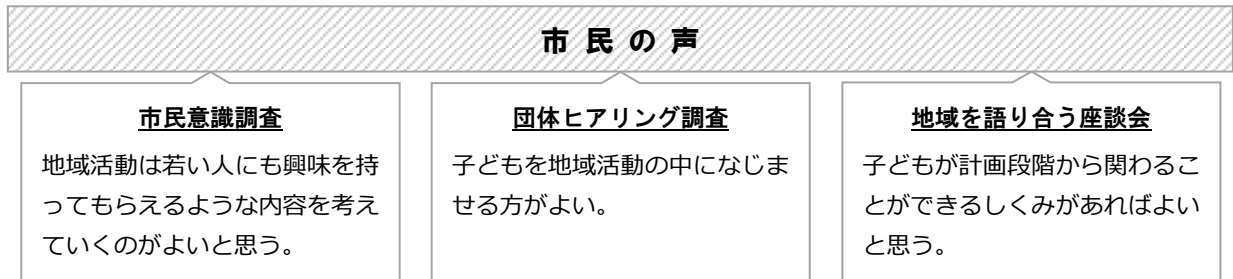 市民の声
市民意識調査
地域活動は若い人にも興味を持
ってもらえるような内容を考え
ていくのがよいと思う。
団体ヒアリング調査
子どもを地域活動の中になじま
せる方がよい。
地域を語り合う座談会
子どもが計画段階から関わるこ
とができるしくみがあればよい
と思う。